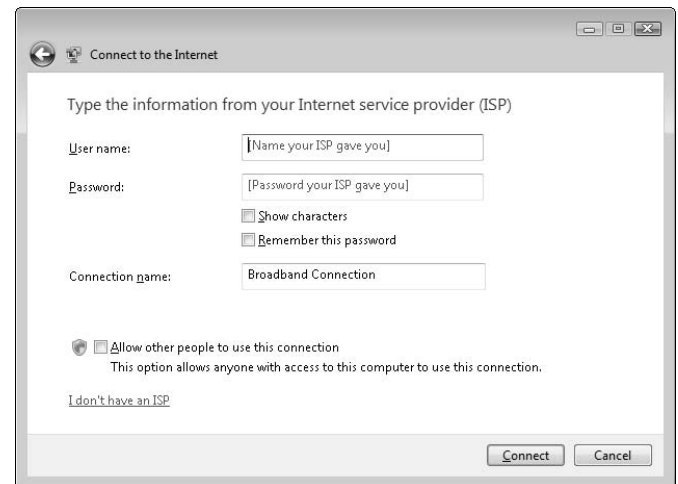 Connect to the Internet
Type the information from your Internet service provider (ISP)
User name:
[Name your ISP gave you]
Password:
[Password your ISP gave you]
Show characters
Remember this password
Connection name:
Broadband Connection
Allow other people to use this connection
This option allows anyone with access to this computer to use this connection.
I don't have an ISP
Connect
Cancel